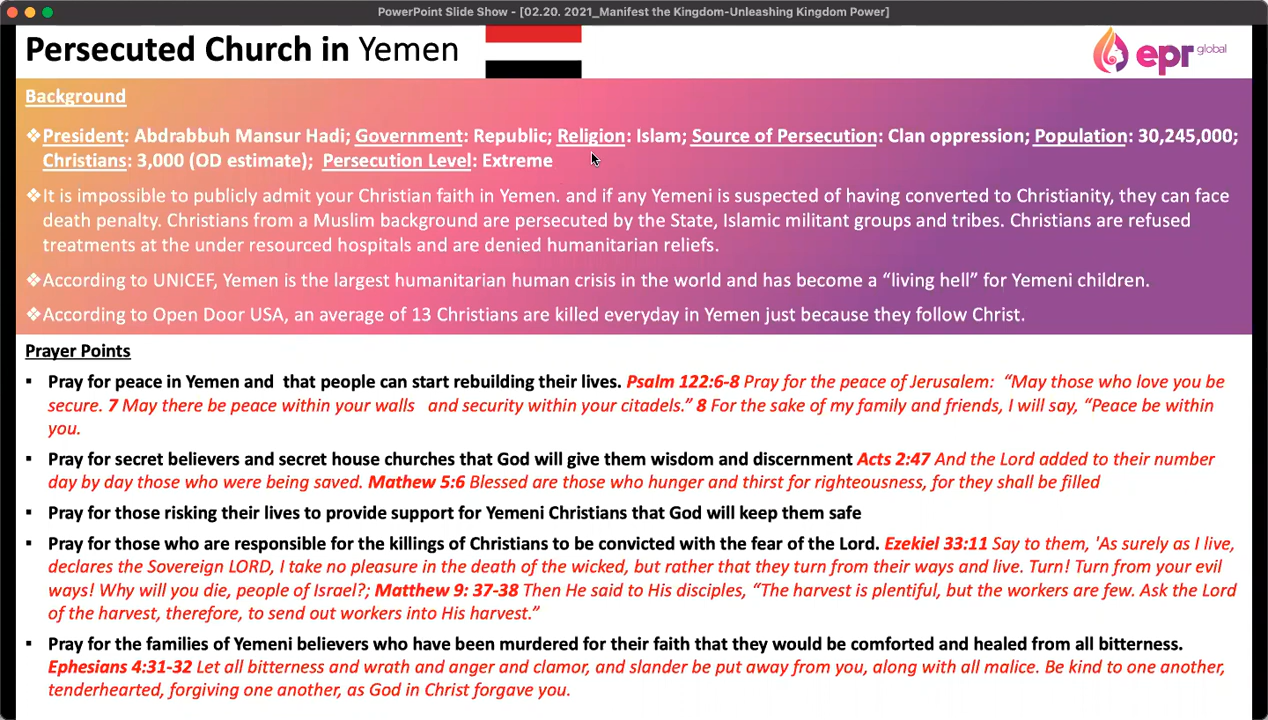 PowerPoint Slide Show - [02.20. 2021_Manifest the Kingdom-Unleashing Kingdom Power]
Persecuted Church in Yemen
epr global
Background
❖President: Abdrabbuh Mansur Hadi; Government: Republic; Religion: Islam; Source of Persecution: Clan oppression; Population: 30,245,000;
Christians: 3,000 (OD estimate); Persecution Level: Extreme
❖It is impossible to publicly admit your Christian faith in Yemen. and if any Yemeni is suspected of having converted to Christianity, they can face
death penalty. Christians from a Muslim background are persecuted by the State, Islamic militant groups and tribes. Christians are refused
treatments at the under resourced hospitals and are denied humanitarian reliefs.
❖According to UNICEF, Yemen is the largest humanitarian human crisis in the world and has become a “living hell” for Yemeni children.
❖According to Open Door USA, an average of 13 Christians are killed everyday in Yemen just because they follow Christ.
Prayer Points
▪ Pray for peace in Yemen and that people can start rebuilding their lives. Psalm 122:6-8 Pray for the peace of Jerusalem: “May those who love you be
secure. 7 May there be peace within your walls and security within your citadels.” 8 For the sake of my family and friends, I will say, “Peace be within
you.
▪ Pray for secret believers and secret house churches that God will give them wisdom and discernment Acts 2:47 And the Lord added to their number
day by day those who were being saved. Mathew 5:6 Blessed are those who hunger and thirst for righteousness, for they shall be filled
▪ Pray for those risking their lives to provide support for Yemeni Christians that God will keep them safe
▪ Pray for those who are responsible for the killings of Christians to be convicted with the fear of the Lord. Ezekiel 33:11 Say to them, 'As surely as I live,
declares the Sovereign LORD, I take no pleasure in the death of the wicked, but rather that they turn from their ways and live. Turn! Turn from your evil
ways! Why will you die, people of Israel?; Matthew 9: 37-38 Then He said to His disciples, “The harvest is plentiful, but the workers are few. Ask the Lord
of the harvest, therefore, to send out workers into His harvest.”
▪ Pray for the families of Yemeni believers who have been murdered for their faith that they would be comforted and healed from all bitterness.
Ephesians 4:31-32 Let all bitterness and wrath and anger and clamor, and slander be put away from you, along with all malice. Be kind to one another,
tenderhearted, forgiving one another, as God in Christ forgave you.